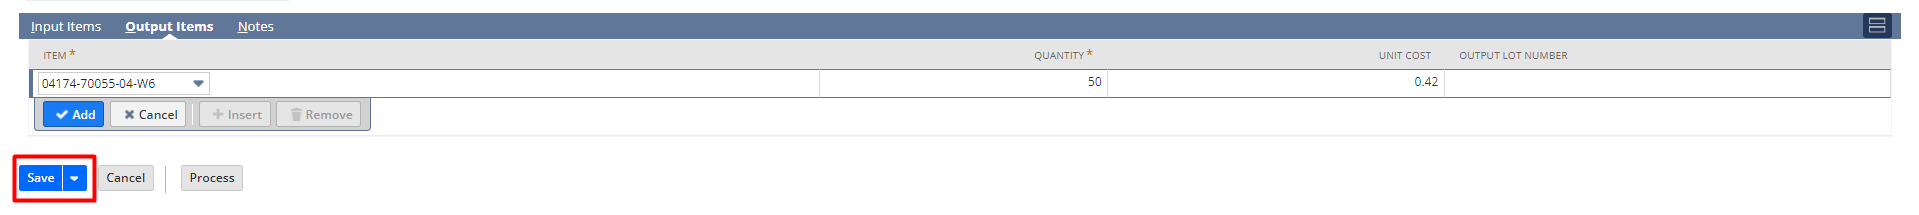 Input Items Output Items Notes
ITEM * QUANTITY * UNIT COST OUTPUT LOT NUMBER
04174-70055-04-W6 50 0.42
Add Cancel Insert Remove
Save Cancel Process